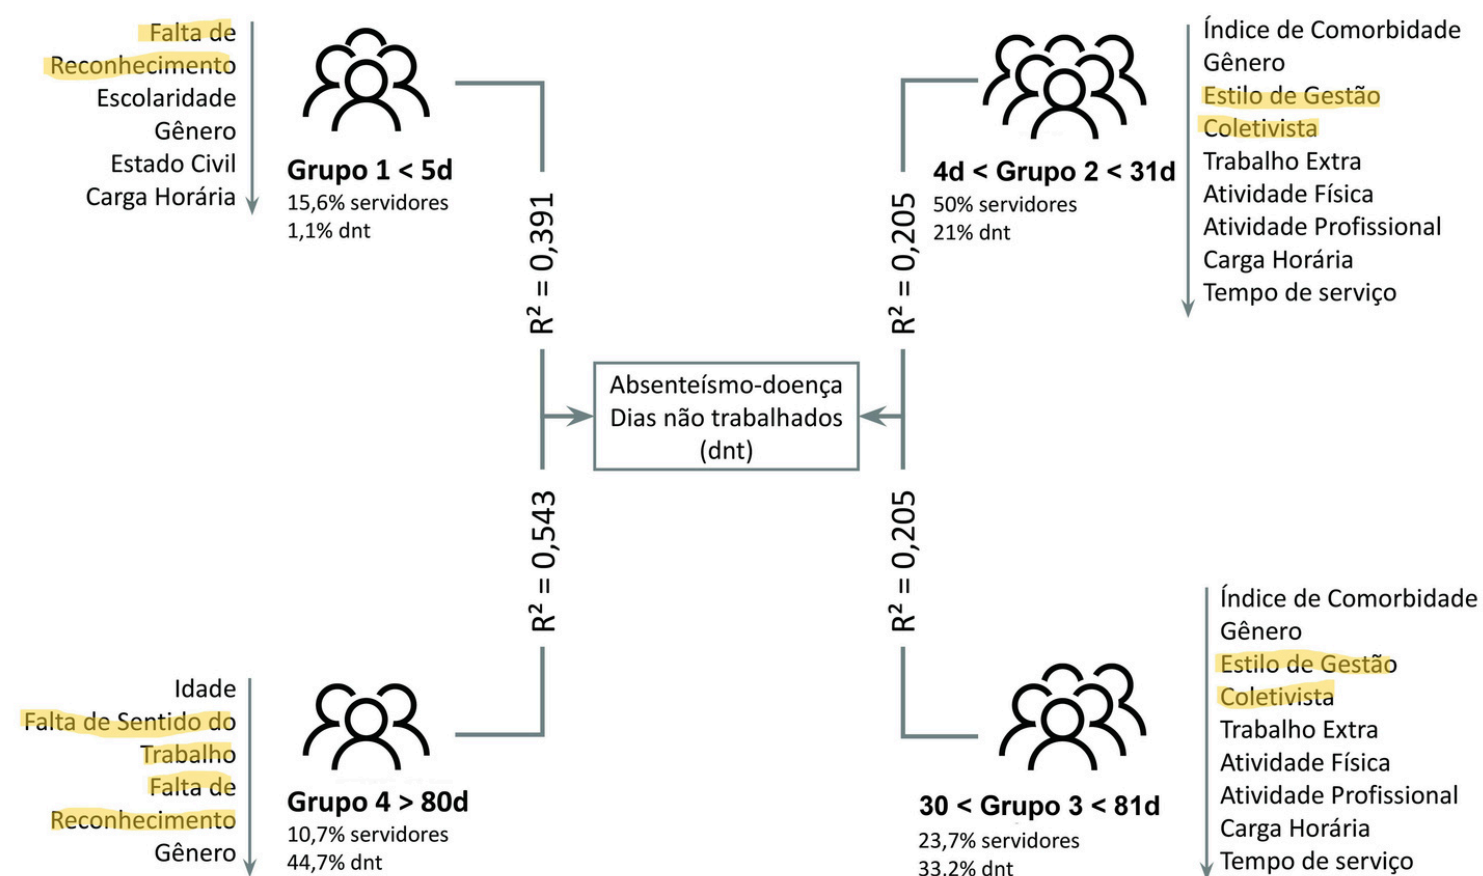 Falta de
Reconhecimento
Escolaridade
Gênero
Estado Civil
Carga Horária
Grupo 1 < 5d
15,6% servidores
1,1% dnt
R² = 0,391
4d < Grupo 2 < 31d
50% servidores
21% dnt
R² = 0,205
Índice de Comorbidade
Gênero
Estilo de Gestão
Coletivista
Trabalho Extra
Atividade Física
Atividade Profissional
Carga Horária
Tempo de serviço
Absenteísmo-doença
Dias não trabalhados
(dnt)
Idade
Falta de Sentido do
Trabalho
Falta de
Reconhecimento
Gênero
Grupo 4 > 80d
10,7% servidores
44,7% dnt
R² = 0,543
30 < Grupo 3 < 81d
23,7% servidores
33,2% dnt
R² = 0,205
Índice de Comorbidade
Gênero
Estilo de Gestão
Coletivista
Trabalho Extra
Atividade Física
Atividade Profissional
Carga Horária
Tempo de serviço